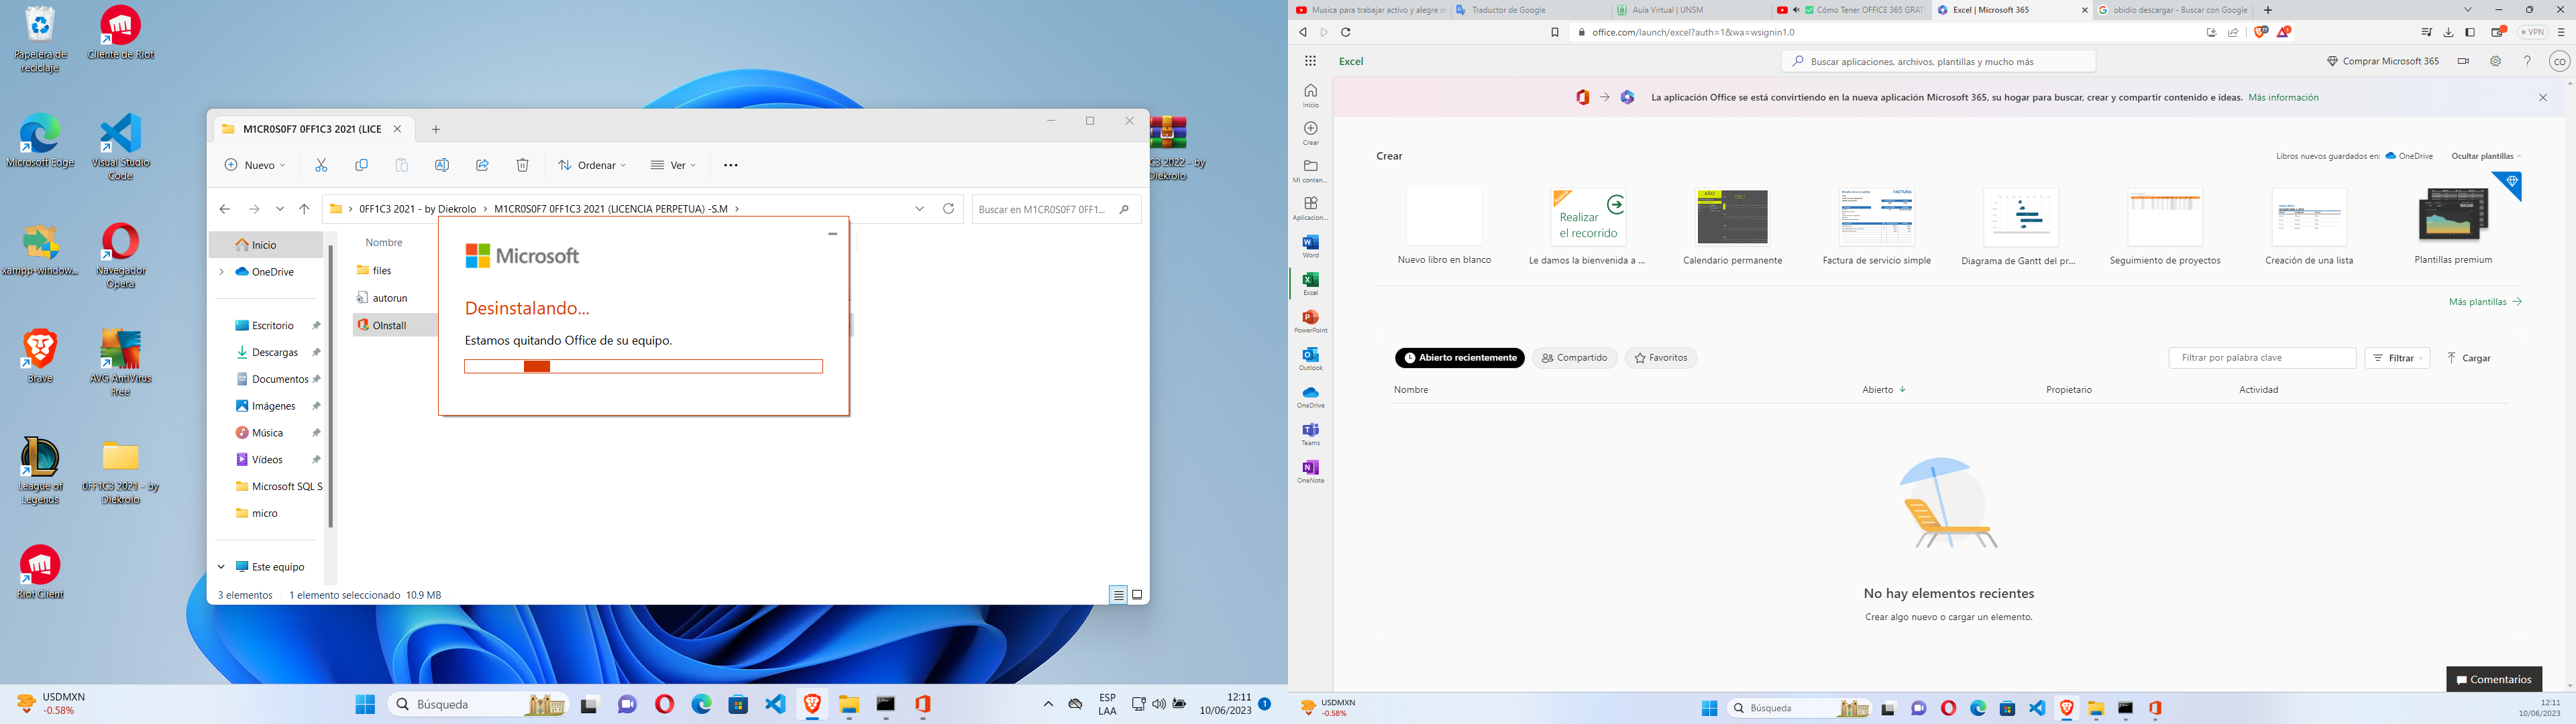 Papelera de
reciclaje
Cliente de Riot
Microsoft Edge
Visual Studio
Code
xampp-window...
Navegador
Opera
Brave
AVG AntiVirus
Free
League of
Legends
0FF1C3 2021 - by
Diekrolo
Riot Client
C3 2022 - by
Diekrolo
M1CR0S0F7 0FF1C3 2021 (LICE
Nuevo
Ordenar
Ver
0FF1C3 2021 - by Diekrolo > M1CR0S0F7 0FF1C3 2021 (LICENCIA PERPETUA) -S.M >
Buscar en M1CR0S0F7 0FF1...
Inicio
OneDrive
Escritorio
Descargas
Documentos
Imágenes
Música
Vídeos
Microsoft SQL S
micro
Este equipo
Nombre
files
autorun
OInstall
Microsoft
Desinstalando...
Estamos quitando Office de su equipo.
3 elementos
1 elemento seleccionado 10.9 MB
USDMXN
-0.58%
Búsqueda
ESP
LAA
12:11
10/06/2023
1
Musica para trabajar activo y alegre m
Traductor de Google
Aula Virtual | UNSM
Cómo Tener OFFICE 365 GRAT
Excel | Microsoft 365
obidio descargar - Buscar con Google
office.com/launch/excel?auth=1&wa=wsignin1.0
VPN
Excel
Buscar aplicaciones, archivos, plantillas y mucho más
Comprar Microsoft 365
CO
La aplicación Office se está convirtiendo en la nueva aplicación Microsoft 365, su hogar para buscar, crear y compartir contenido e ideas. Más información
Inicio
Crear
Mi conten...
Aplicacion...
Word
Excel
PowerPoint
Outlook
OneDrive
Teams
OneNote
Crear
Libros nuevos guardados en: OneDrive
Ocultar plantillas
Realizar
el recorrido
AÑO
FACTURA
Nuevo libro en blanco
Le damos la bienvenida a ...
Calendario permanente
Factura de servicio simple
Diagrama de Gantt del pr...
Seguimiento de proyectos
Creación de una lista
Plantillas premium
Más plantillas
Abierto recientemente
Compartido
Favoritos
Filtrar por palabra clave
Filtrar
Cargar
Nombre
Abierto
Propietario
Actividad
No hay elementos recientes
Crear algo nuevo o cargar un elemento.
Comentarios
USDMXN
-0.58%
Búsqueda
12:11
10/06/2023